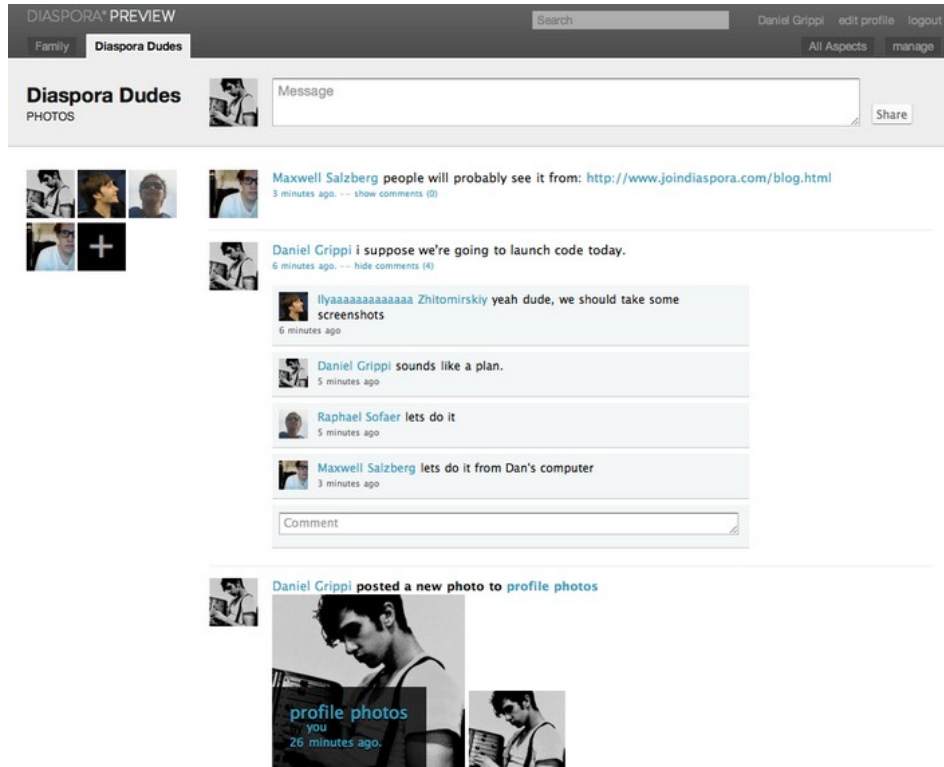 DIASPORA* PREVIEW
Search
Daniel Grippi edit profile logout
Family Diaspora Dudes
All Aspects manage
Diaspora Dudes
PHOTOS
Message
Share
Maxwell Salzberg people will probably see it from: http://www.joindiaspora.com/blog.html
3 minutes ago. -- show comments (0)
Daniel Grippi i suppose we're going to launch code today.
6 minutes ago. -- hide comments (4)
Ilyaaaaaaaaaaaaa Zhitomirskiy yeah dude, we should take some
screenshots
6 minutes ago
Daniel Grippi sounds like a plan.
5 minutes ago
Raphael Sofaer lets do it
5 minutes ago
Maxwell Salzberg lets do it from Dan's computer
3 minutes ago
Comment
Daniel Grippi posted a new photo to profile photos
profile photos
you
26 minutes ago.